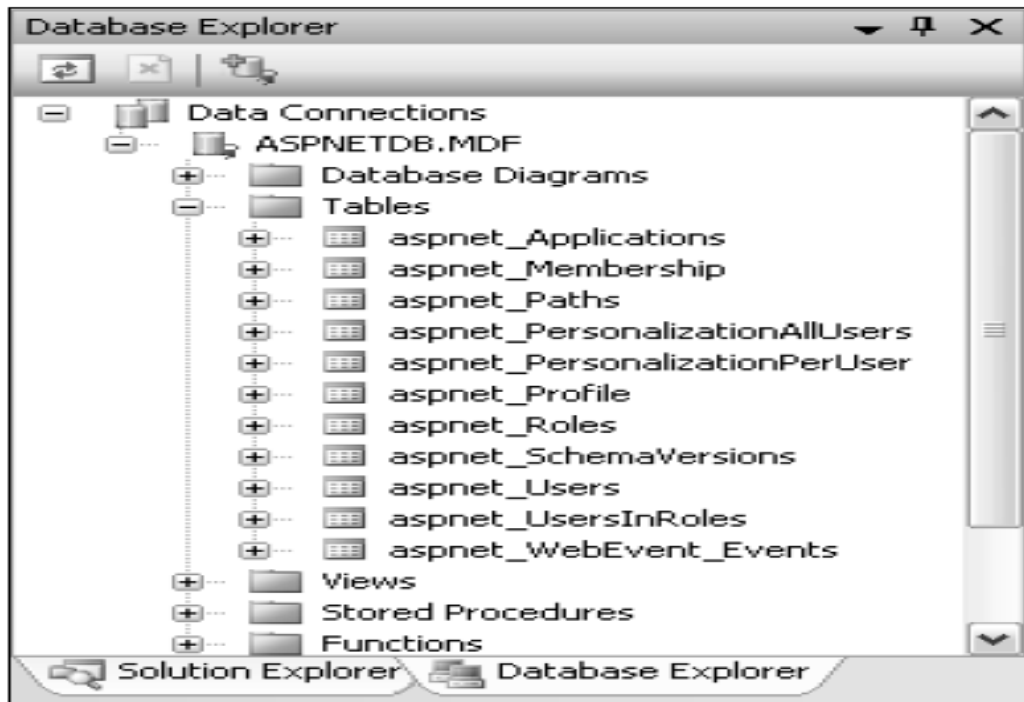 Database Explorer
Data Connections
ASPNETDB.MDF
Database Diagrams
Tables
aspnet_Applications
aspnet_Membership
aspnet_Paths
aspnet_PersonalizationAllUsers
aspnet_PersonalizationPerUser
aspnet_Profile
aspnet_Roles
aspnet_SchemaVersions
aspnet_Users
aspnet_UsersInRoles
aspnet_WebEvent_Events
Views
Stored Procedures
Functions
Solution Explorer Database Explorer